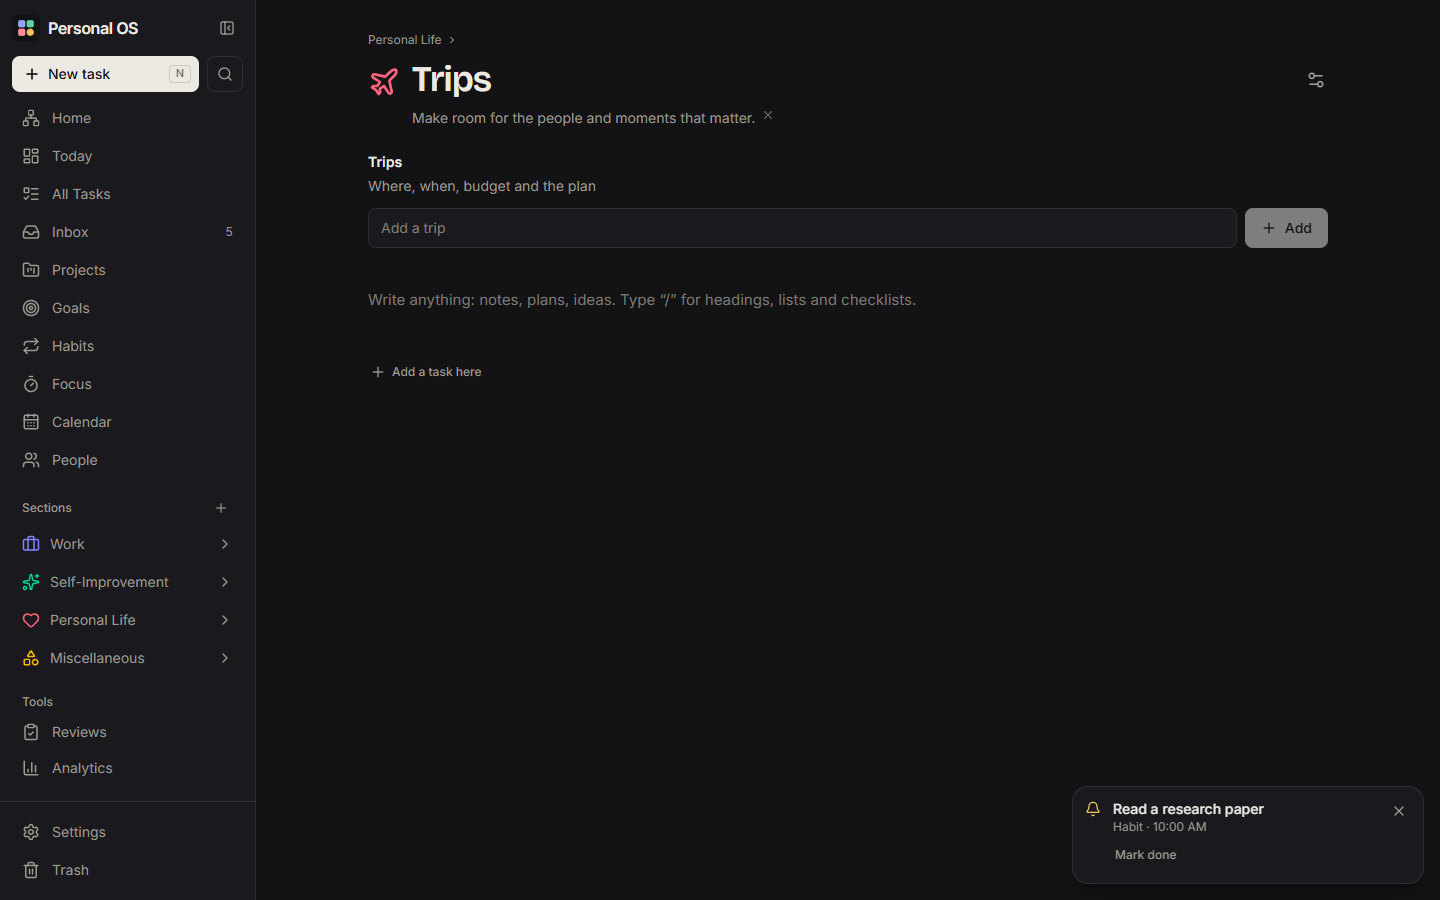 Personal OS
New task N
Home
Today
All Tasks
Inbox 5
Projects
Goals
Habits
Focus
Calendar
People
Sections
Work
Self-Improvement
Personal Life
Miscellaneous
Tools
Reviews
Analytics
Settings
Trash
Personal Life
Trips
Make room for the people and moments that matter.
Trips
Where, when, budget and the plan
Add a trip
Add
Write anything: notes, plans, ideas. Type “/” for headings, lists and checklists.
Add a task here
Read a research paper
Habit · 10:00 AM
Mark done